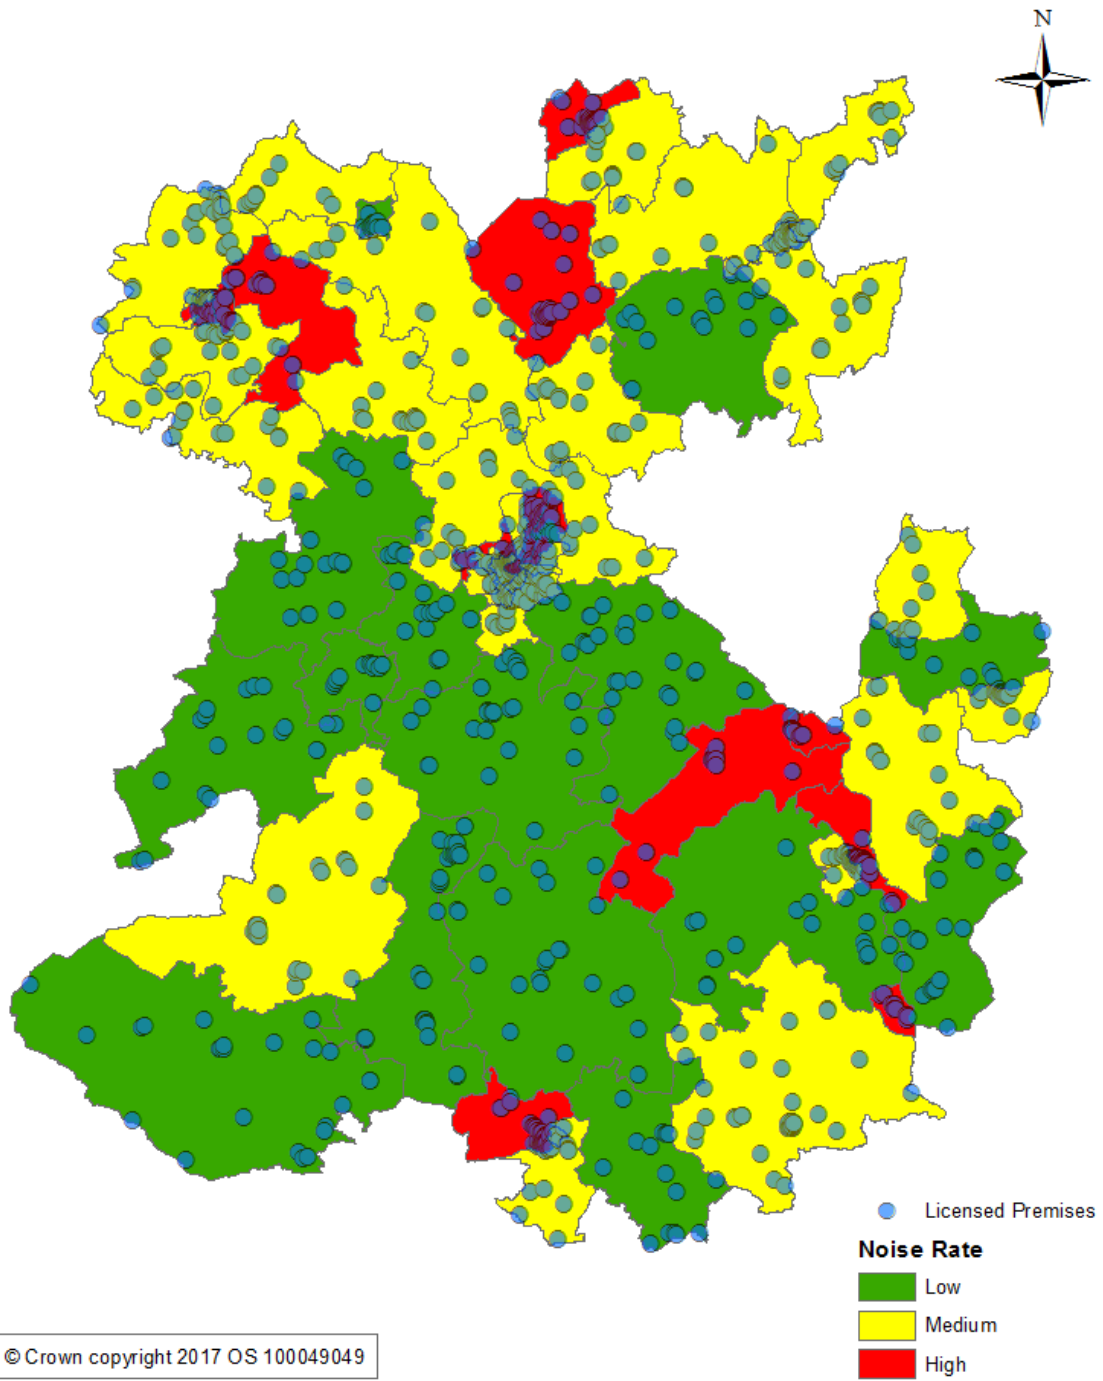 N
Licensed Premises
Noise Rate
Low
Medium
High
© Crown copyright 2017 OS 100049049